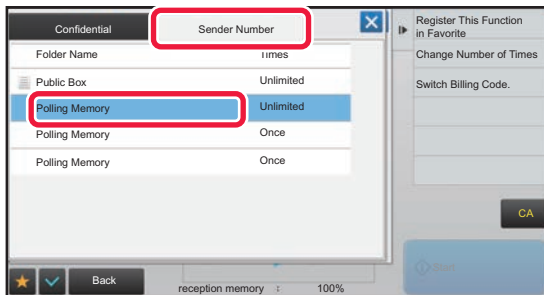 Confidential
Sender Number
Folder Name
Times
Public Box
Unlimited
Polling Memory
Unlimited
Polling Memory
Once
Polling Memory
Once
Back
reception memory : 100%
Register This Function
in Favorite
Change Number of Times
Switch Billing Code.
CA
Start